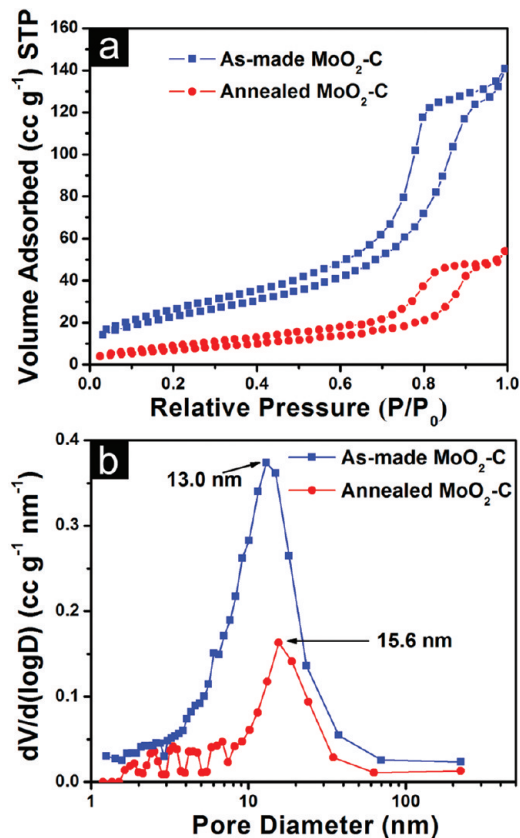 a
As-made MoO₂-C
Annealed MoO₂-C
Volume Adsorbed (cc g⁻¹) STP
160
140
120
100
80
60
40
20
0
0.0 0.2 0.4 0.6 0.8 1.0
Relative Pressure (P/P₀)
b
As-made MoO₂-C
Annealed MoO₂-C
13.0 nm
15.6 nm
dV/d(logD) (cc g⁻¹ nm⁻¹)
0.4
0.3
0.2
0.1
0.0
1 10 100
Pore Diameter (nm)